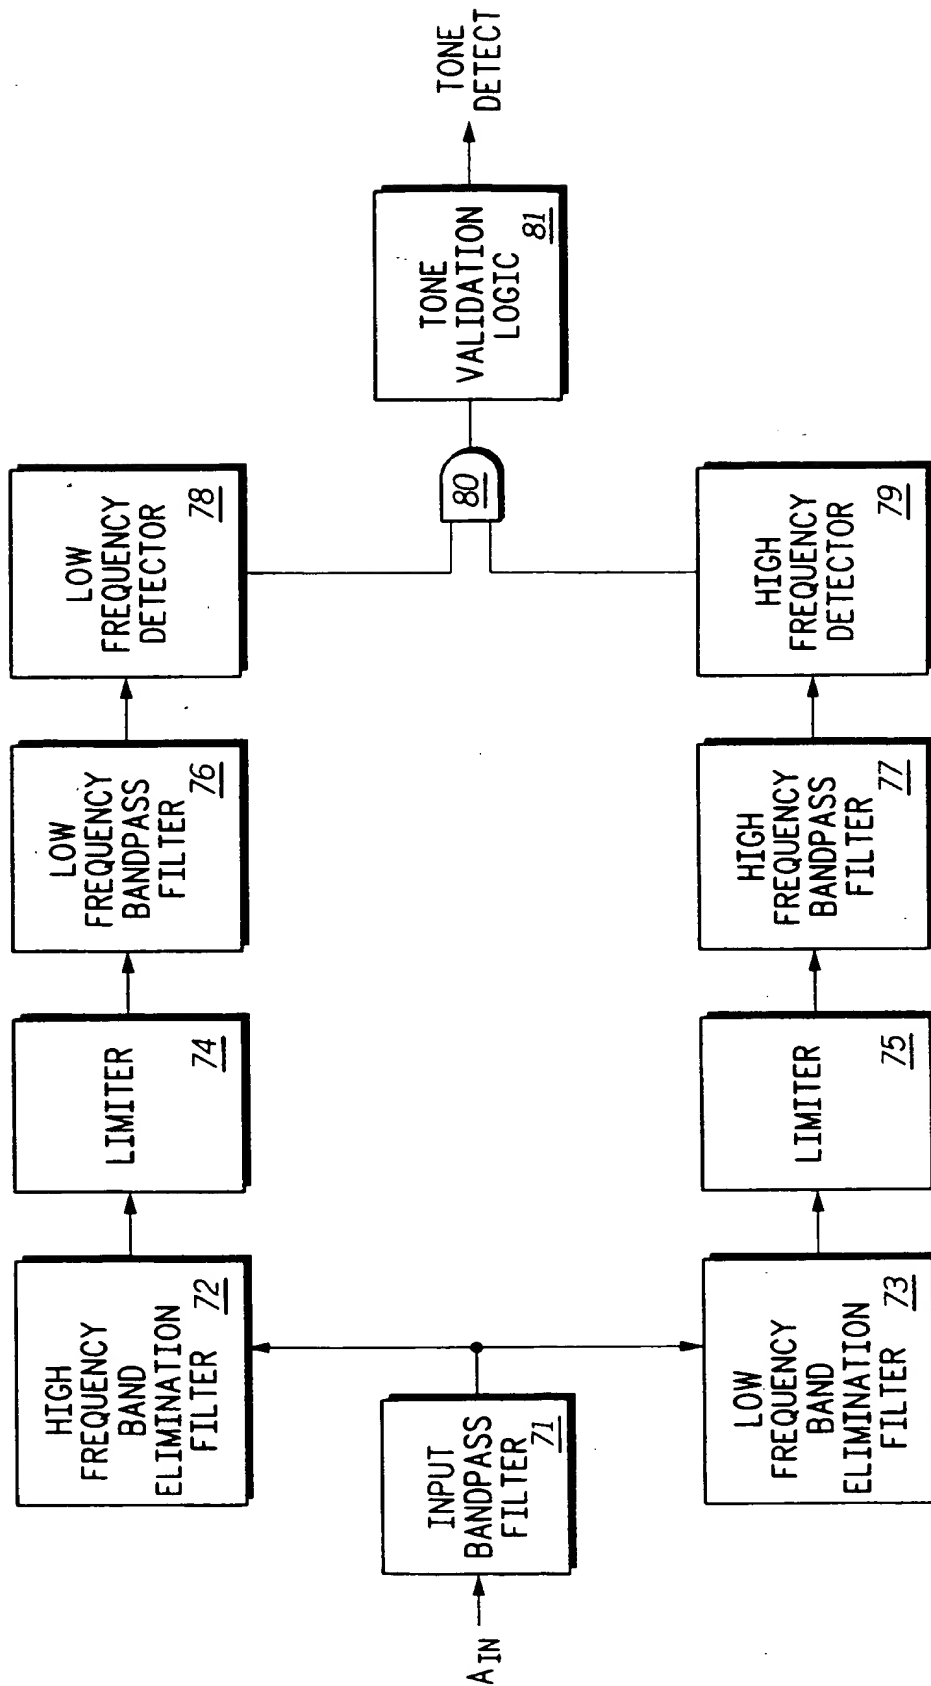 A IN
INPUT
BANDPASS
FILTER
71
HIGH
FREQUENCY
BAND
ELIMINATION
FILTER
72
LIMITER
74
LOW
FREQUENCY
BANDPASS
FILTER
76
LOW
FREQUENCY
DETECTOR
78
LOW
FREQUENCY
BAND
ELIMINATION
FILTER
73
LIMITER
75
HIGH
FREQUENCY
BANDPASS
FILTER
77
HIGH
FREQUENCY
DETECTOR
79
80
TONE
VALIDATION
LOGIC
81
TONE
DETECT